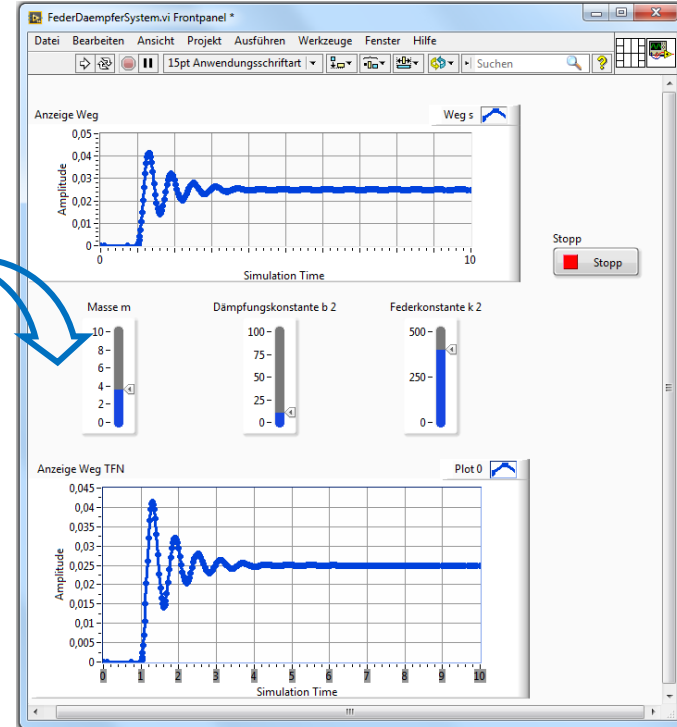 FederDaempferSystem.vi Frontpanel *
Datei Bearbeiten Ansicht Projekt Ausführen Werkzeuge Fenster Hilfe
15pt Anwendungsschriftart Suchen
Anzeige Weg
Weg s
0,05
0,04
0,03
0,02
0,01
0
Amplitude
0 10
Simulation Time
Stopp
Stopp
Masse m
10
8
6
4
2
0
Dämpfungskonstante b 2
100
75
50
25
0
Federkonstante k 2
500
250
0
Anzeige Weg TFN
Plot 0
0,045
0,04
0,035
0,03
0,025
0,02
0,015
0,01
0,005
0
Amplitude
0 1 2 3 4 5 6 7 8 9 10
Simulation Time